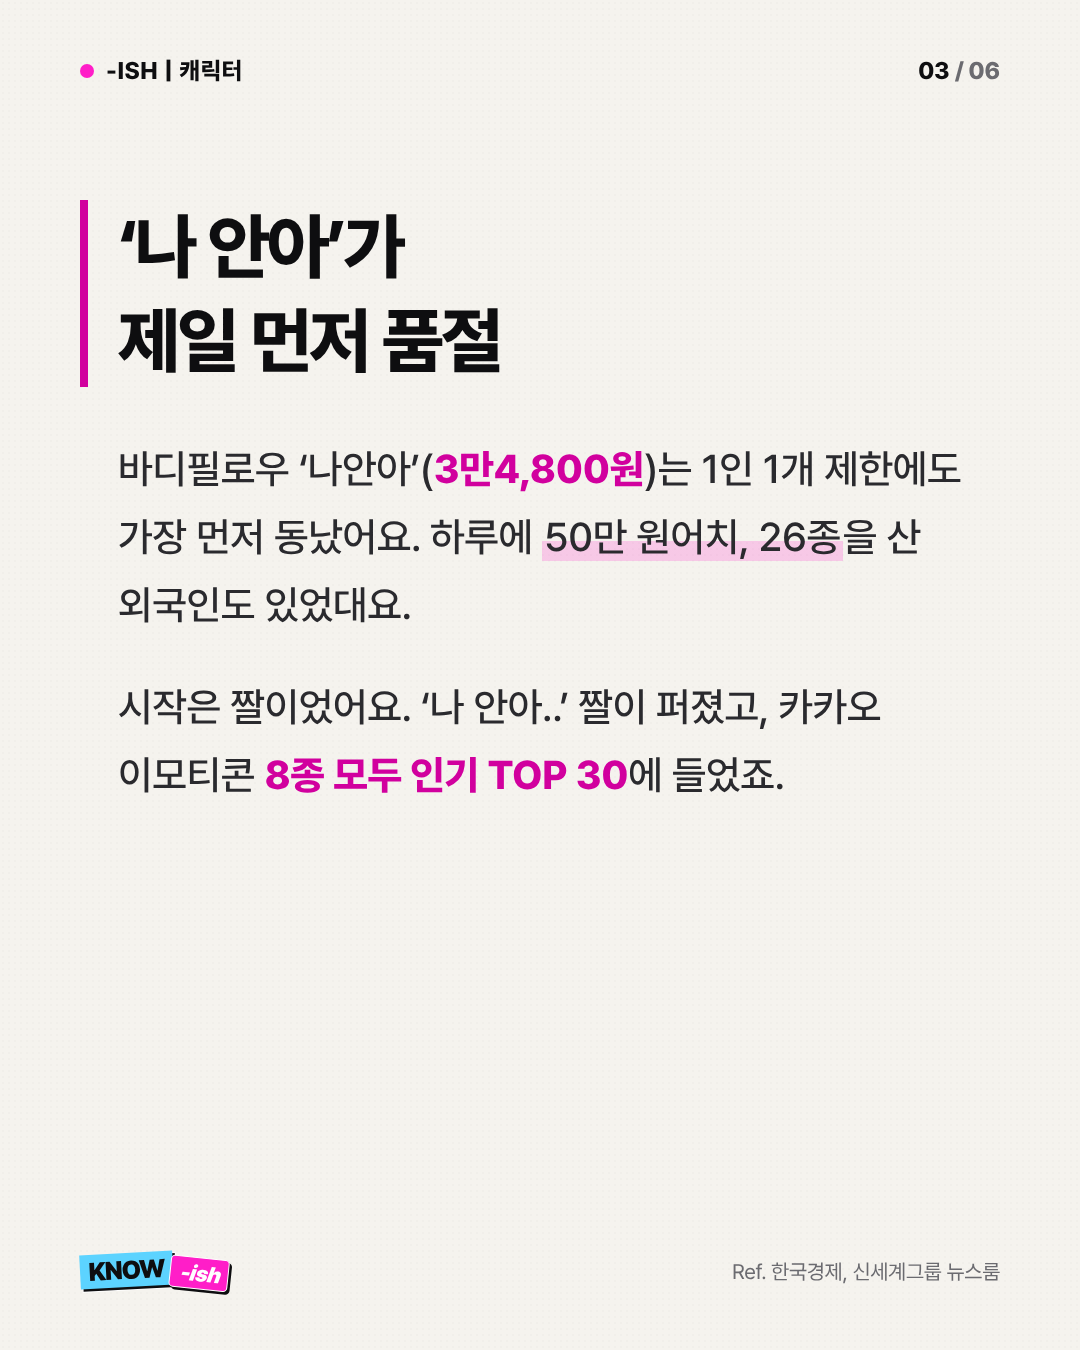 -ISH | 캐릭터
03 / 06
‘나 안아’가
제일 먼저 품절
바디필로우 ‘나안아’(3만4,800원)는 1인 1개 제한에도
가장 먼저 동났어요. 하루에 50만 원어치, 26종을 산
외국인도 있었대요.
시작은 짤이었어요. ‘나 안아..’ 짤이 퍼졌고, 카카오
이모티콘 8종 모두 인기 TOP 30에 들었죠.
KNOW -ish
Ref. 한국경제, 신세계그룹 뉴스룸